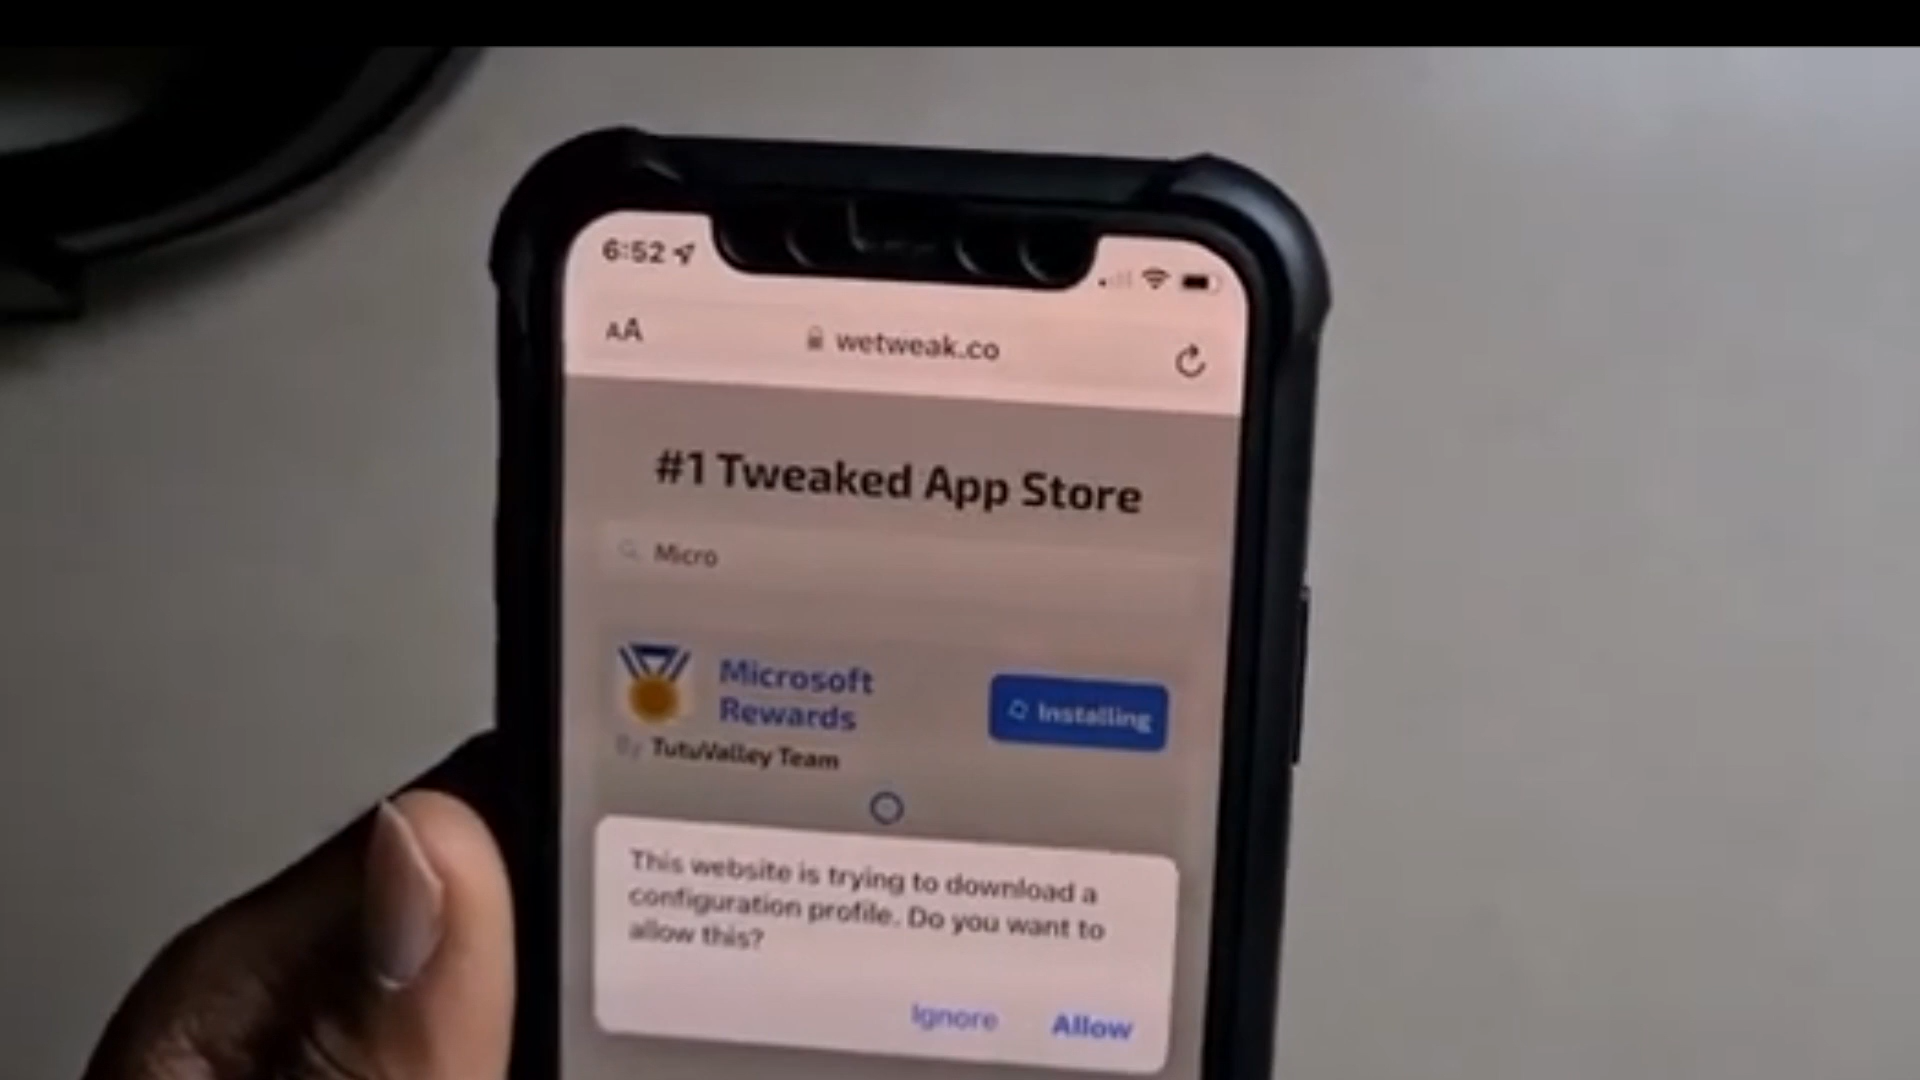 6:52
AA wetweak.co
#1 Tweaked App Store
Micro
Microsoft
Rewards
Installing
By TutuValley Team
This website is trying to download a
configuration profile. Do you want to
allow this?
Ignore Allow